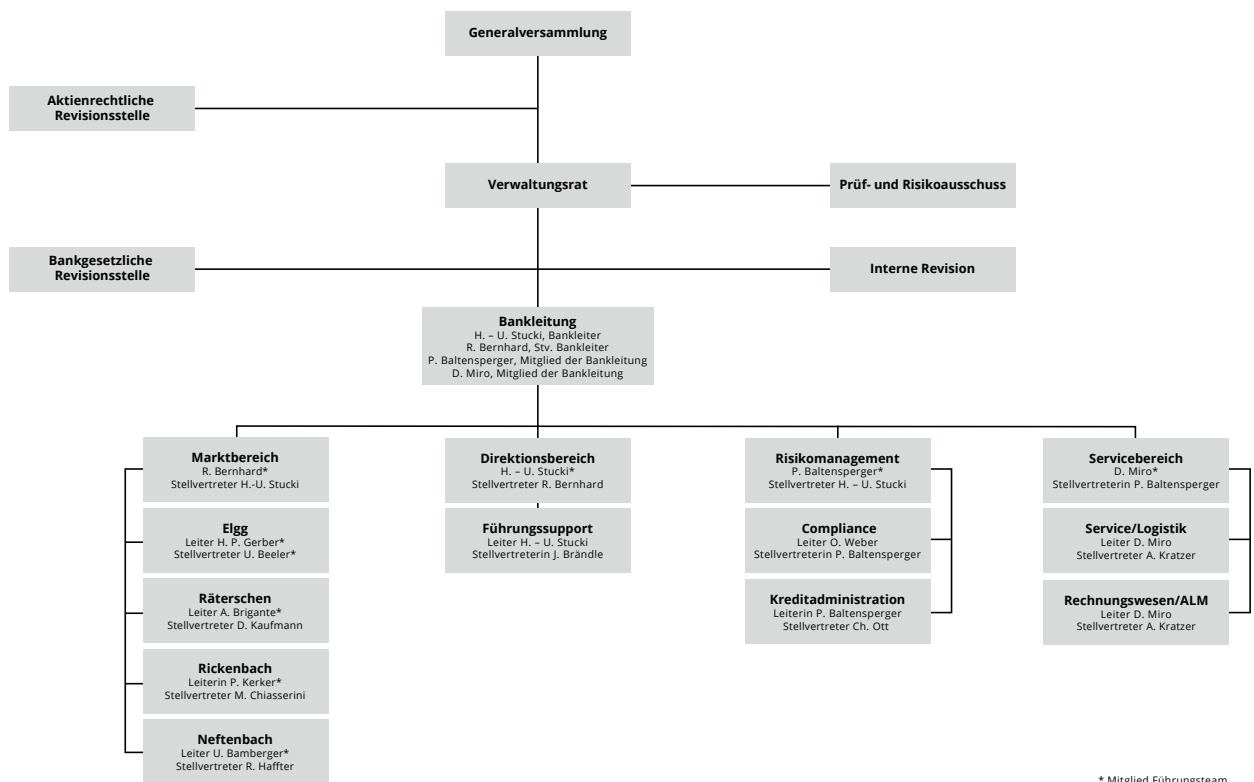 Generalversammlung
Aktienrechtliche
Revisionsstelle
Verwaltungsrat
Prüf- und Risikoausschuss
Bankgesetzliche
Revisionsstelle
Interne Revision
Bankleitung
H. – U. Stucki, Bankleiter
R. Bernhard, Stv. Bankleiter
P. Baltensperger, Mitglied der Bankleitung
D. Miro, Mitglied der Bankleitung
Marktbereich
R. Bernhard*
Stellvertreter H.-U. Stucki
Elgg
Leiter H. P. Gerber*
Stellvertreter U. Beeler*
Räterschen
Leiter A. Brigante*
Stellvertreter D. Kaufmann
Rickenbach
Leiterin P. Kerker*
Stellvertreter M. Chiasserini
Neftenbach
Leiter U. Bamberger*
Stellvertreter R. Haffter
Direktionsbereich
H. – U. Stucki*
Stellvertreter R. Bernhard
Führungssupport
Leiter H. – U. Stucki
Stellvertreterin J. Brändle
Risikomanagement
P. Baltensperger*
Stellvertreter H. – U. Stucki
Compliance
Leiter O. Weber
Stellvertreterin P. Baltensperger
Kreditadministration
Leiterin P. Baltensperger
Stellvertreter Ch. Ott
Servicebereich
D. Miro*
Stellvertreterin P. Baltensperger
Service/Logistik
Leiter D. Miro
Stellvertreter A. Kratzer
Rechnungswesen/ALM
Leiter D. Miro
Stellvertreter A. Kratzer
* Mitglied Führungsteam